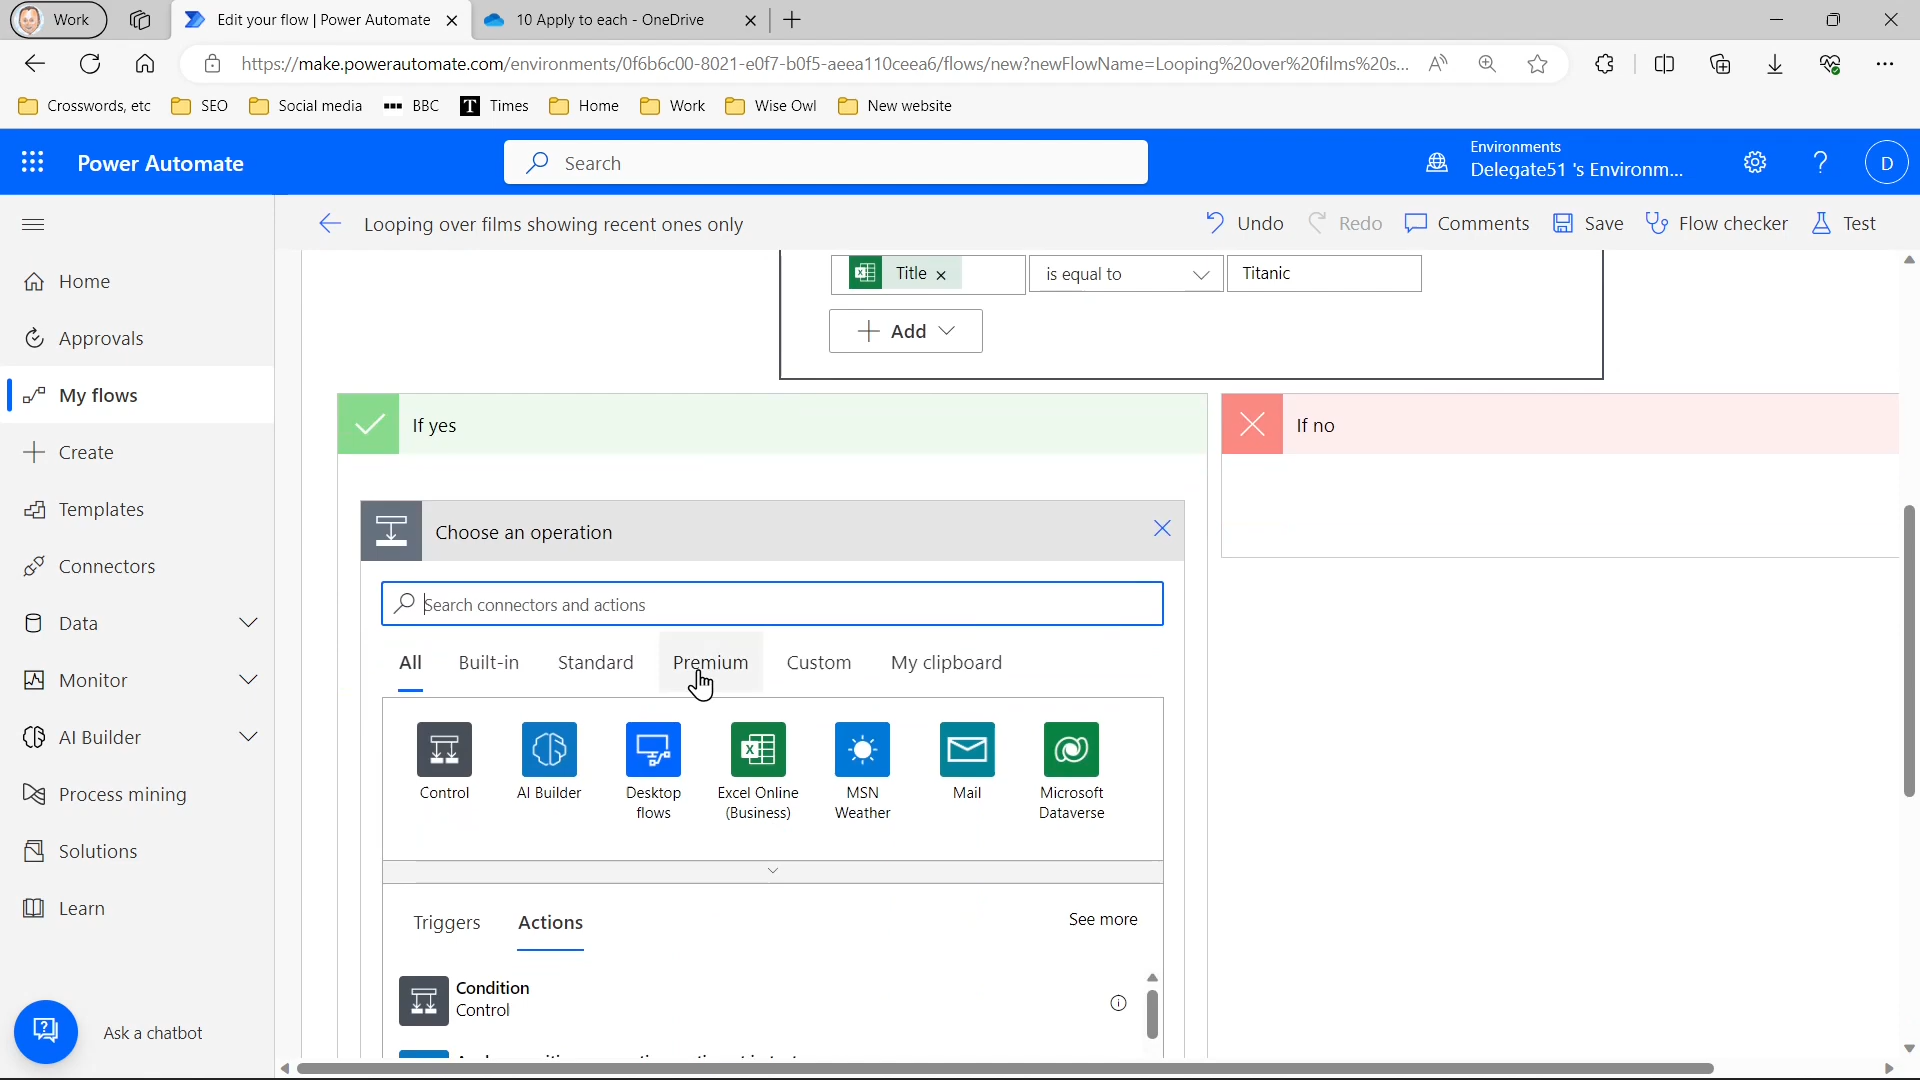 Work
Edit your flow | Power Automate
10 Apply to each - OneDrive
https://make.powerautomate.com/environments/0f6b6c00-8021-e0f7-b0f5-aeea110ceea6/flows/new?newFlowName=Looping%20over%20films%20s...
Crosswords, etc
SEO
Social media
BBC
T Times
Home
Work
Wise Owl
New website
Power Automate
Search
Environments
Delegate51 's Environm...
?
D
Looping over films showing recent ones only
Undo
Redo
Comments
Save
Flow checker
Test
Home
Approvals
My flows
Create
Templates
Connectors
Data
Monitor
AI Builder
Process mining
Solutions
Learn
Ask a chatbot
Title
is equal to
Titanic
Add
If yes
If no
Choose an operation
Search connectors and actions
All
Built-in
Standard
Premium
Custom
My clipboard
Control
AI Builder
Desktop
flows
Excel Online
(Business)
MSN
Weather
Mail
Microsoft
Dataverse
Triggers
Actions
See more
Condition
Control